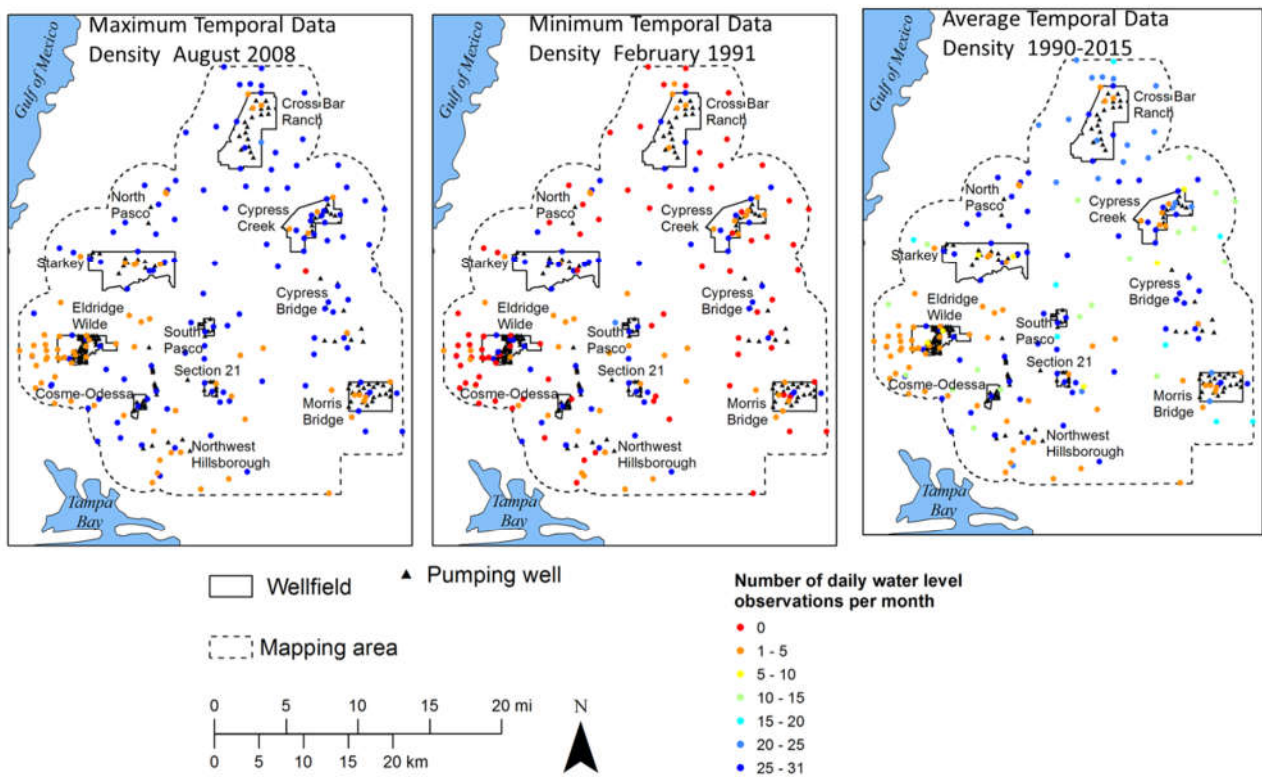 Maximum Temporal Data
Density August 2008
Gulf of Mexico
Cross Bar
Ranch
North
Pasco
Cypress
Creek
Starkey
Cypress
Bridge
Eldridge
Wilde
South
Pasco
Section 21
Cosme-Odessa
Morris
Bridge
Northwest
Hillsborough
Tampa
Bay
Minimum Temporal Data
Density February 1991
Gulf of Mexico
Cross Bar
Ranch
North
Pasco
Cypress
Creek
Starkey
Cypress
Bridge
Eldridge
Wilde
South
Pasco
Section 21
Cosme-Odessa
Morris
Bridge
Northwest
Hillsborough
Tampa
Bay
Average Temporal Data
Density 1990-2015
Gulf of Mexico
Cross Bar
Ranch
North
Pasco
Cypress
Creek
Starkey
Cypress
Bridge
Eldridge
Wilde
South
Pasco
Section 21
Cosme-Odessa
Morris
Bridge
Northwest
Hillsborough
Tampa
Bay
Wellfield
Pumping well
Mapping area
0 5 10 15 20 mi
0 5 10 15 20 km
N
Number of daily water level
observations per month
0
1 - 5
5 - 10
10 - 15
15 - 20
20 - 25
25 - 31